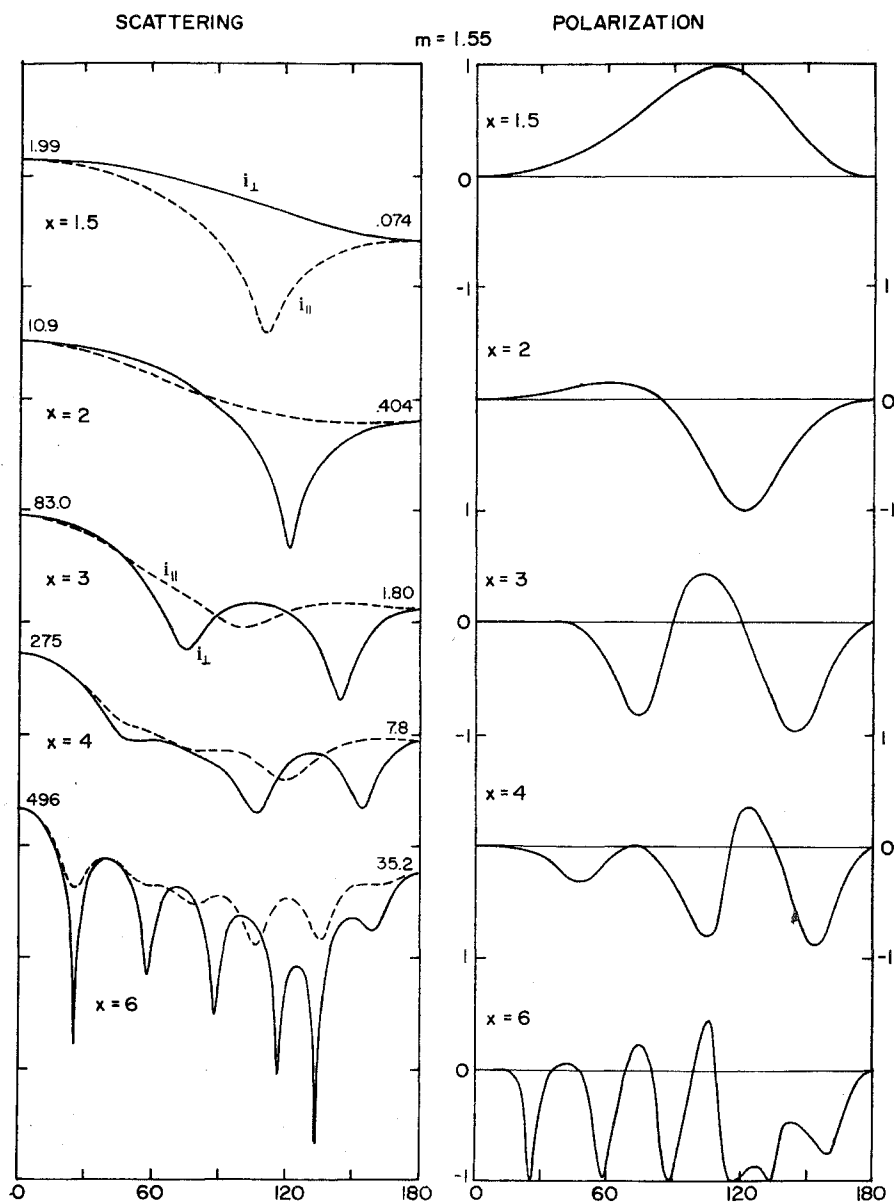 SCATTERING
POLARIZATION
m = 1.55
1.99
i⊥
.074
x = 1.5
i||
10.9
x = 2
.404
83.0
i||
x = 3
1.80
i⊥
275
x = 4
7.8
496
35.2
x = 6
0 60 120 180
1
x = 1.5
0
-1 1
x = 2
0
1 -1
x = 3
0
-1 1
x = 4
0
1 -1
x = 6
0
-1
0 60 120 180